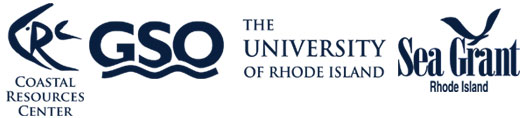 CRC
COASTAL
RESOURCES
CENTER
GSO
THE
UNIVERSITY
OF RHODE ISLAND
Sea Grant
Rhode Island